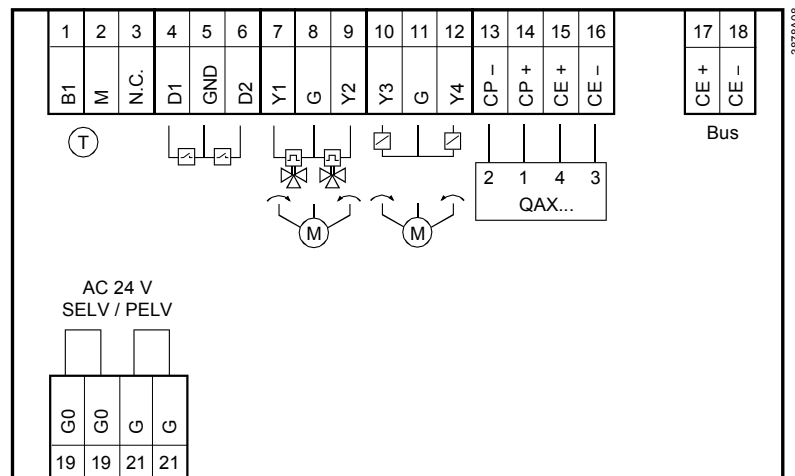 1 2 3 4 5 6 7 8 9 10 11 12 13 14 15 16 17 18
B1 M N.C. D1 GND D2 Y1 G Y2 Y3 G Y4 CP – CP + CE + CE – CE + CE –
T
Bus
2 1 4 3
QAX...
M M
AC 24 V
SELV / PELV
G0 G0 G G
19 19 21 21